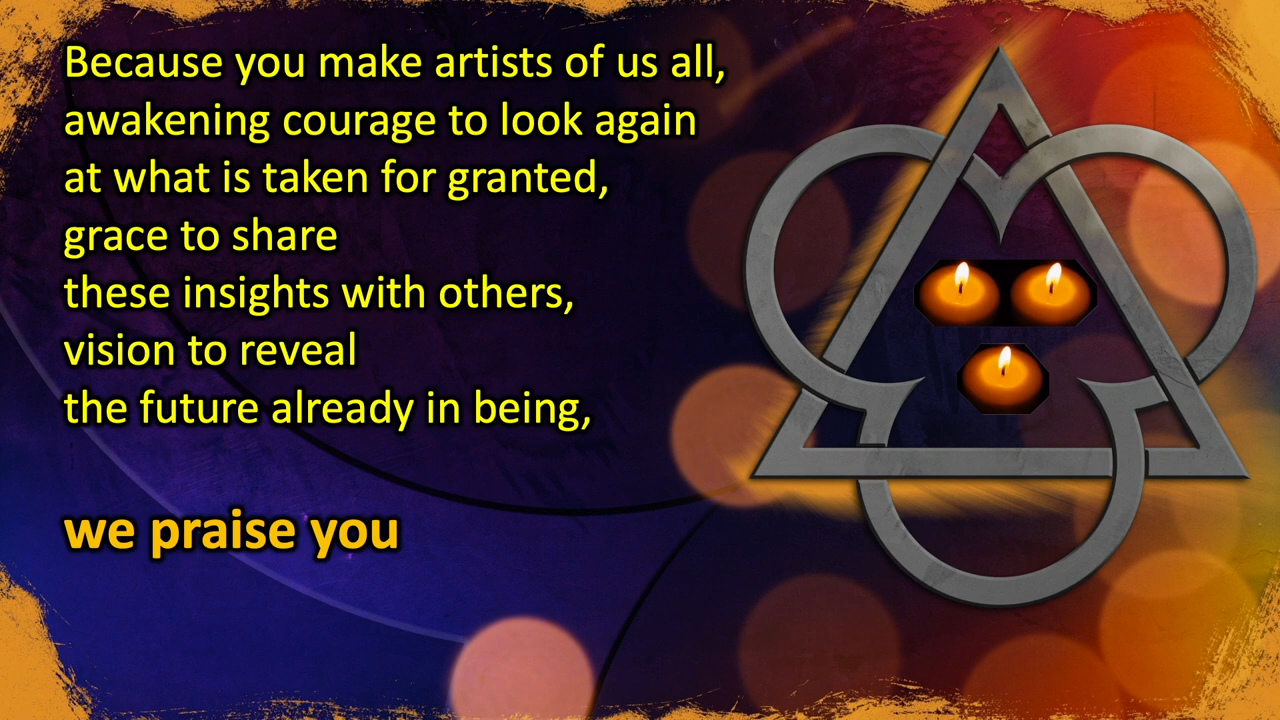 Because you make artists of us all,
awakening courage to look again
at what is taken for granted,
grace to share
these insights with others,
vision to reveal
the future already in being,
we praise you